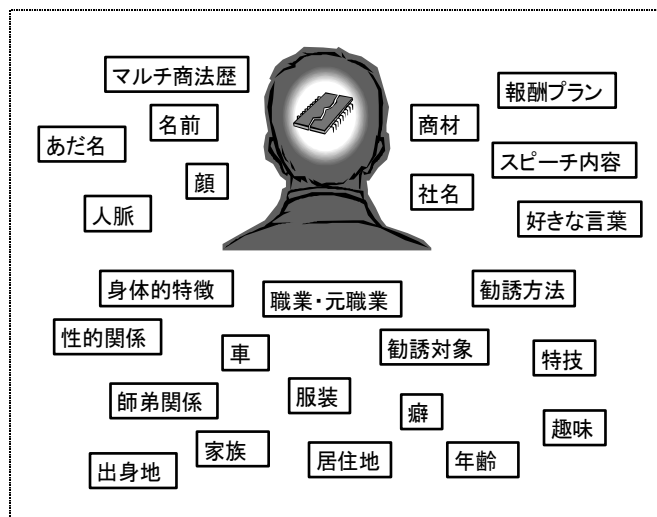 マルチ商法歴
報酬プラン
名前
商材
あだ名
スピーチ内容
顔
社名
人脈
好きな言葉
身体的特徴
職業・元職業
勧誘方法
性的関係
車
勧誘対象
特技
師弟関係
服装
癖
趣味
家族
出身地
居住地
年齢